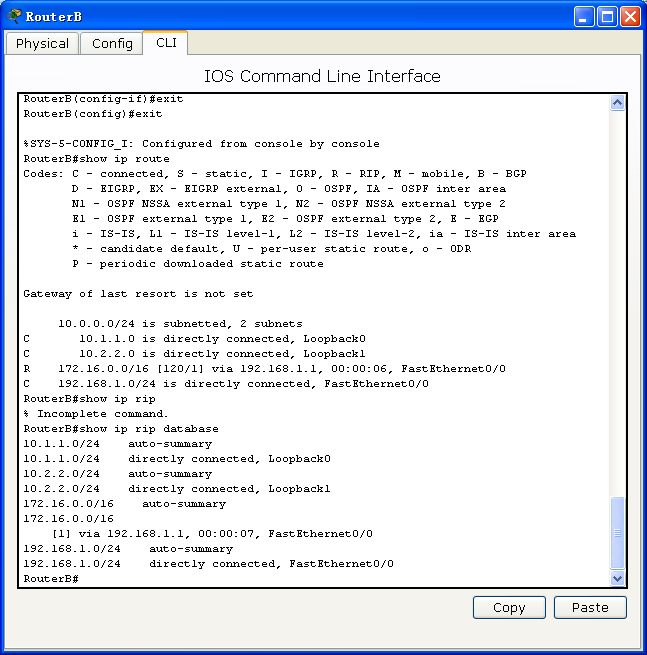 RouterB
Physical Config CLI
IOS Command Line Interface
RouterB(config-if)#exit
RouterB(config)#exit
%SYS-5-CONFIG_I: Configured from console by console
RouterB#show ip route
Codes: C - connected, S - static, I - IGRP, R - RIP, M - mobile, B - BGP
D - EIGRP, EX - EIGRP external, O - OSPF, IA - OSPF inter area
N1 - OSPF NSSA external type 1, N2 - OSPF NSSA external type 2
E1 - OSPF external type 1, E2 - OSPF external type 2, E - EGP
i - IS-IS, L1 - IS-IS level-1, L2 - IS-IS level-2, ia - IS-IS inter area
* - candidate default, U - per-user static route, o - ODR
P - periodic downloaded static route
Gateway of last resort is not set
10.0.0.0/24 is subnetted, 2 subnets
C 10.1.1.0 is directly connected, Loopback0
C 10.2.2.0 is directly connected, Loopback1
R 172.16.0.0/16 [120/1] via 192.168.1.1, 00:00:06, FastEthernet0/0
C 192.168.1.0/24 is directly connected, FastEthernet0/0
RouterB#show ip rip
% Incomplete command.
RouterB#show ip rip database
10.1.1.0/24 auto-summary
10.1.1.0/24 directly connected, Loopback0
10.2.2.0/24 auto-summary
10.2.2.0/24 directly connected, Loopback1
172.16.0.0/16 auto-summary
172.16.0.0/16
[1] via 192.168.1.1, 00:00:07, FastEthernet0/0
192.168.1.0/24 auto-summary
192.168.1.0/24 directly connected, FastEthernet0/0
RouterB#
Copy Paste